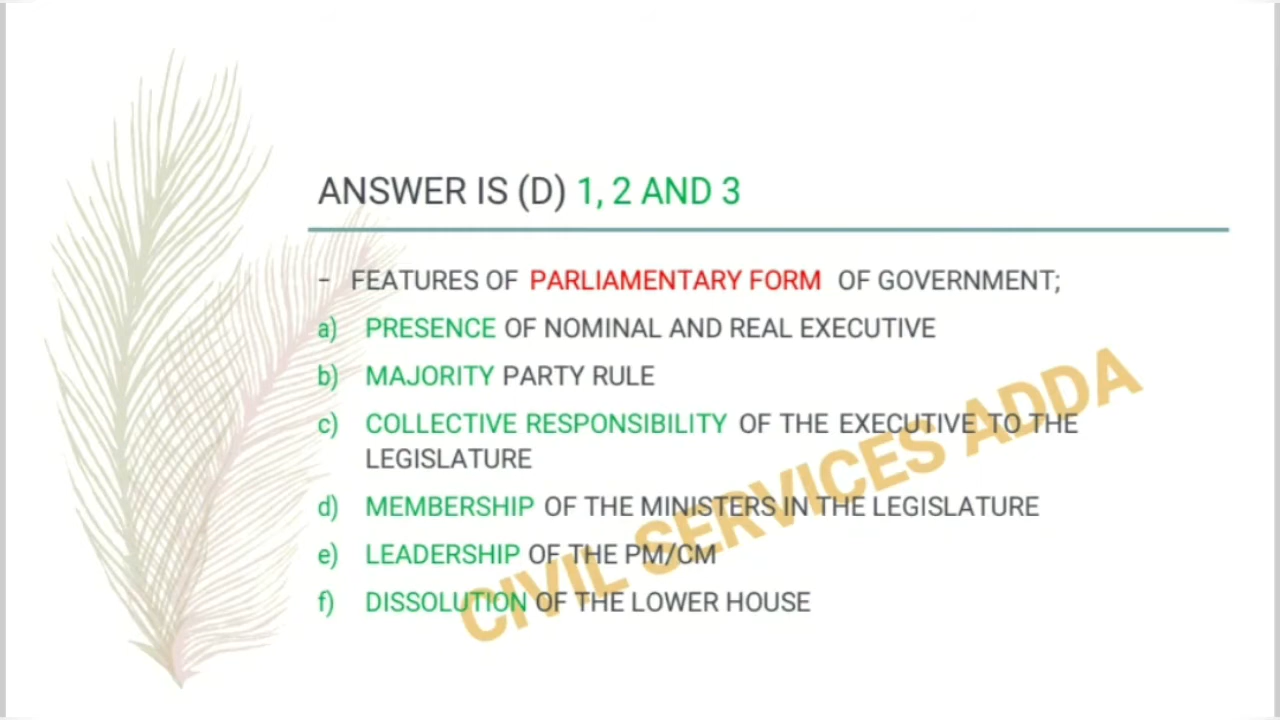 ANSWER IS (D) 1, 2 AND 3
– FEATURES OF PARLIAMENTARY FORM OF GOVERNMENT;
a) PRESENCE OF NOMINAL AND REAL EXECUTIVE
b) MAJORITY PARTY RULE
c) COLLECTIVE RESPONSIBILITY OF THE EXECUTIVE TO THE
LEGISLATURE
d) MEMBERSHIP OF THE MINISTERS IN THE LEGISLATURE
e) LEADERSHIP OF THE PM/CM
f) DISSOLUTION OF THE LOWER HOUSE
CIVIL SERVICES ADDA